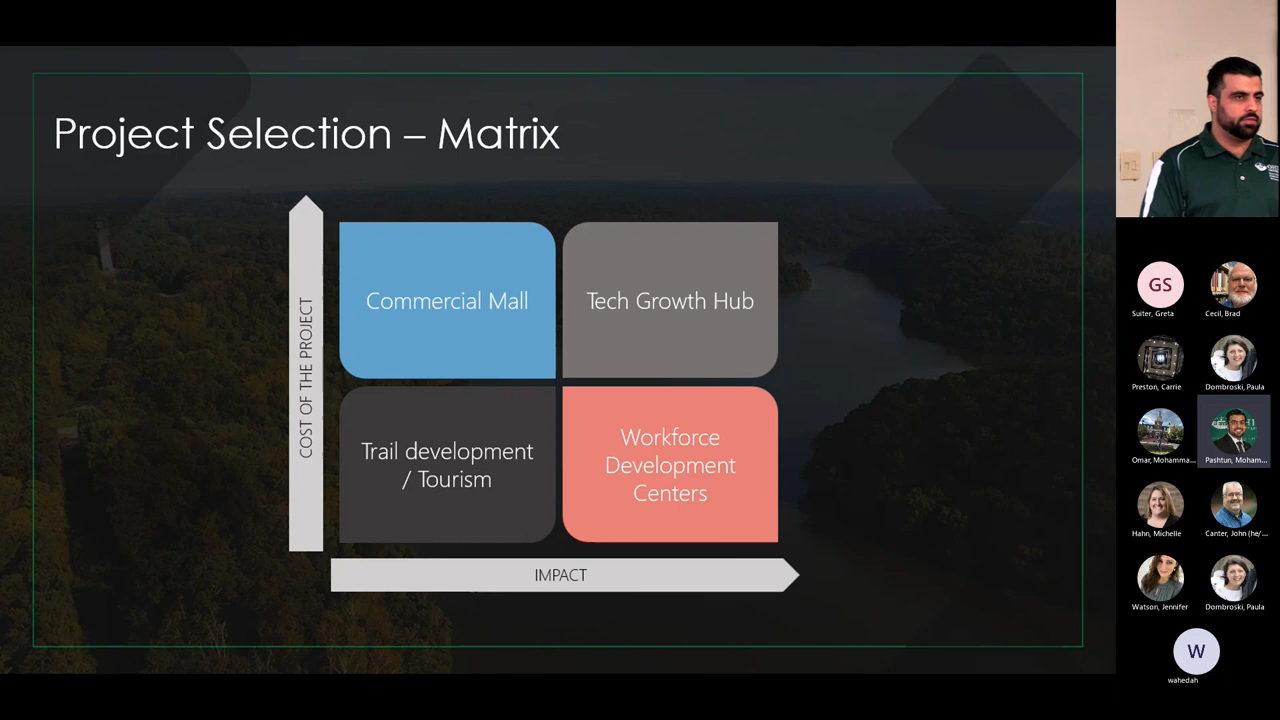 Project Selection – Matrix
COST OF THE PROJECT
Commercial Mall
Tech Growth Hub
Trail development
/ Tourism
Workforce
Development
Centers
IMPACT
GS
Suiter, Greta
Cecil, Brad
Preston, Carrie
Dombroski, Paula
Omar, Mohamma...
Pashtun, Moham...
Hahn, Michelle
Canter, John (he/ ...
Watson, Jennifer
Dombroski, Paula
W
wahedah